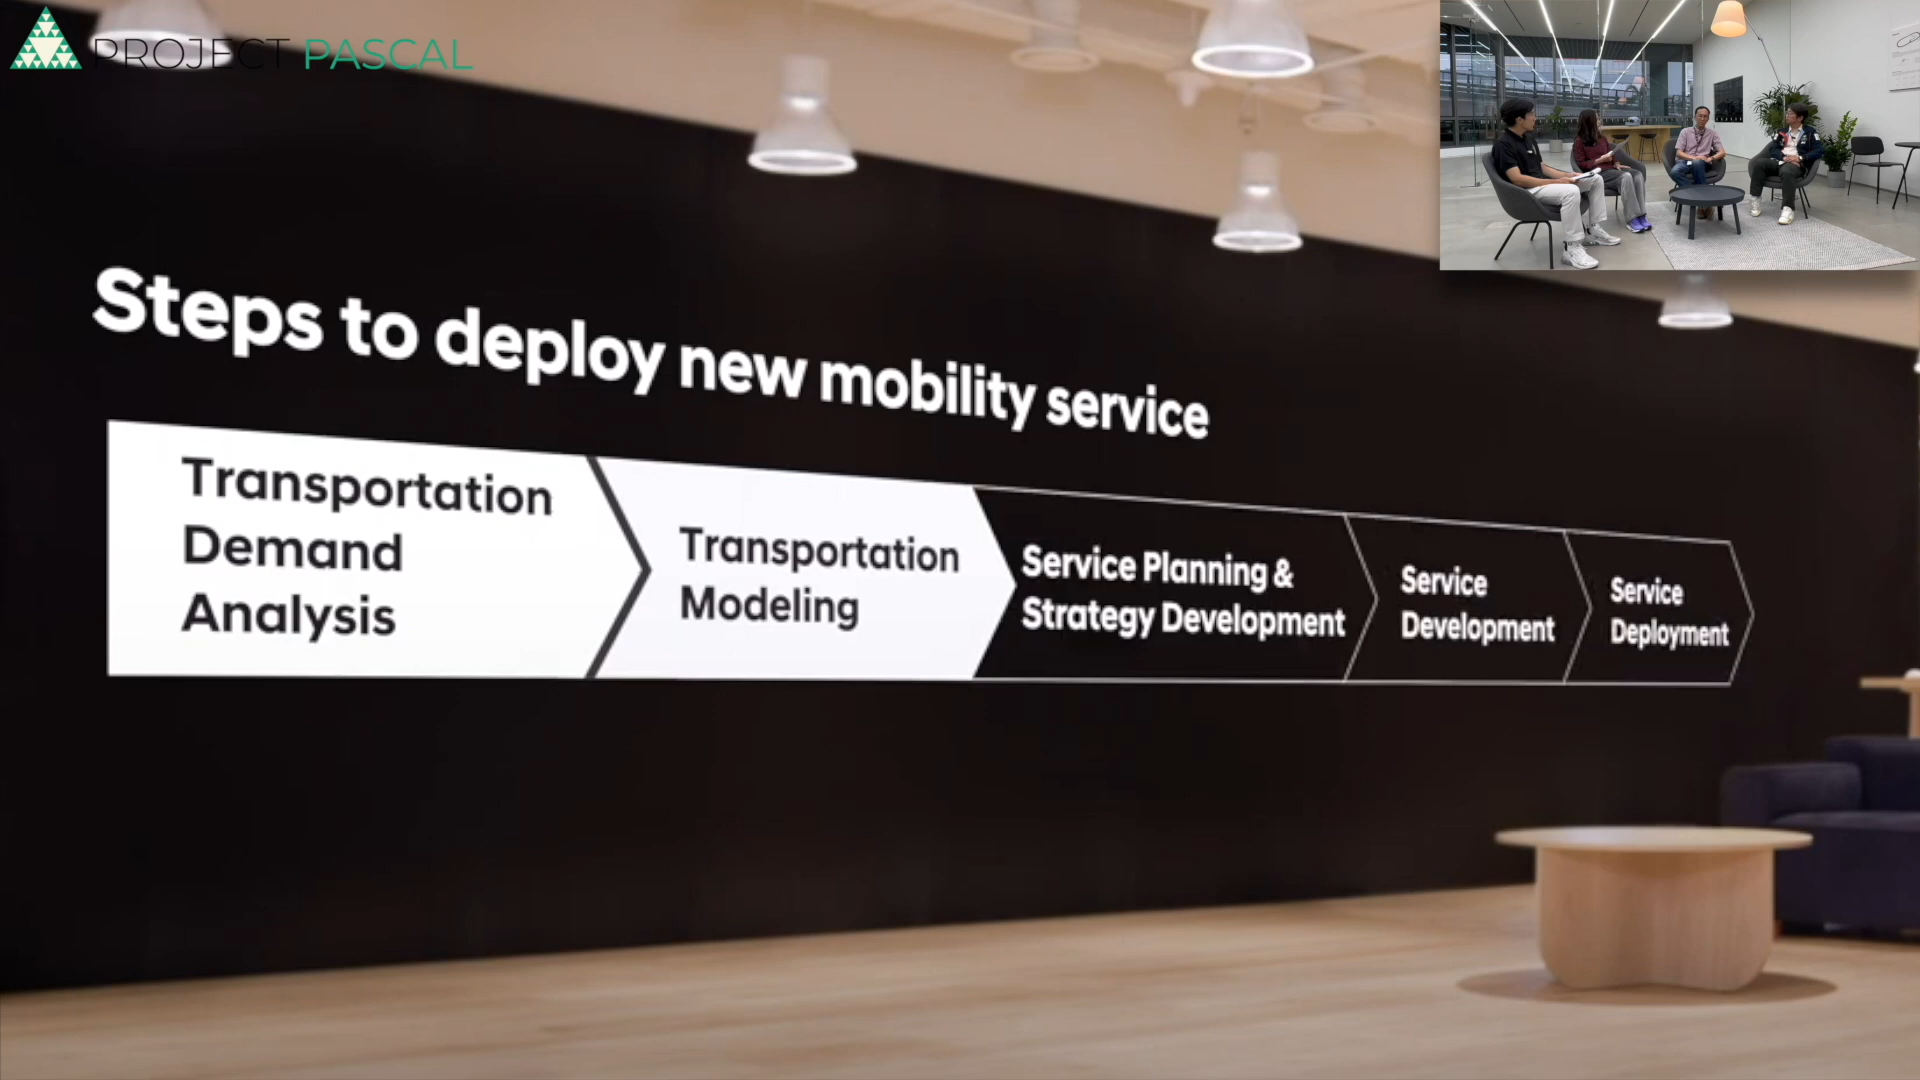 PROJECT PASCAL
Steps to deploy new mobility service
Transportation
Demand
Analysis
Transportation
Modeling
Service Planning &
Strategy Development
Service
Development
Service
Deployment